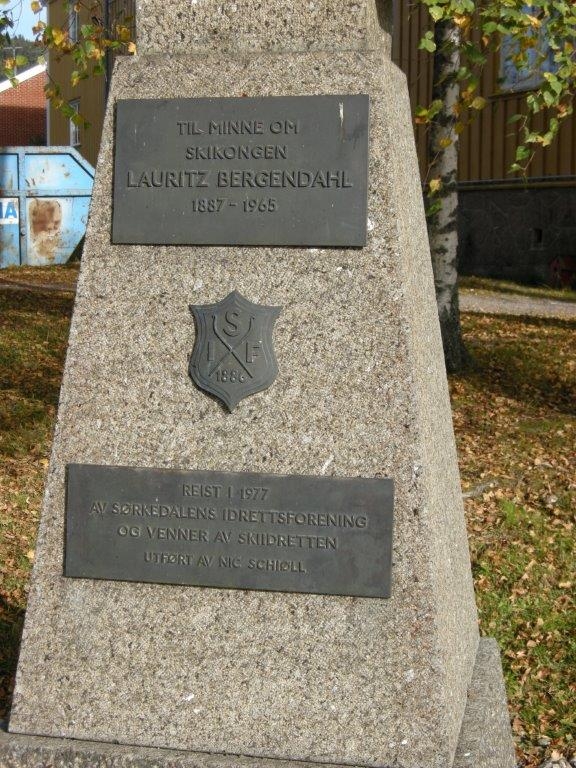 TIL MINNE OM
SKIKONGEN
LAURITZ BERGENDAHL
1887 - 1965
S
I F
1886
REIST I 1977
AV SØRKEDALENS IDRETTSFORENING
OG VENNER AV SKIIDRETTEN
UTFØRT AV NIC. SCHIØLL